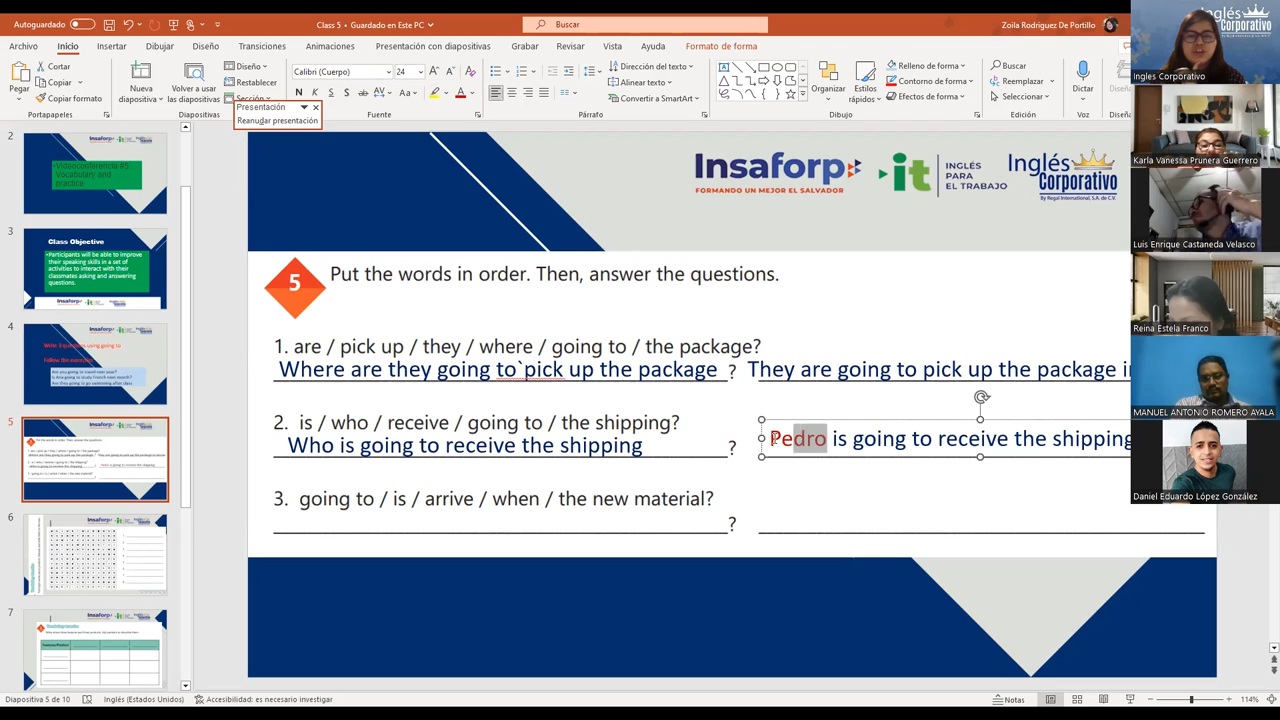 Autoguardado
Class 5 • Guardado en Este PC
Buscar
Zoila Rodriguez De Portillo
Archivo Inicio Insertar Dibujar Diseño Transiciones Animaciones Presentación con diapositivas Grabar Revisar Vista Ayuda Formato de forma
Pegar
Cortar
Copiar
Copiar formato
Portapapeles
Nueva diapositiva
Volver a usar las diapositivas
Diseño
Restablecer
Sección
Diapositivas
Presentación
Reanudar presentación
Calibri (Cuerpo) 24
Fuente
Dirección del texto
Alinear texto
Convertir a SmartArt
Párrafo
Organizar
Estilos rápidos
Relleno de forma
Contorno de forma
Efectos de forma
Dibujo
Buscar
Reemplazar
Seleccionar
Edición
Dictar
Voz
2
Videoconferencia #5
Vocabulary and
practice
3
Class Objective
Participants will be able to improve
their speaking skills in a set of
activities to interact with their
classmates asking and answering
questions.
4
5
6
7
Insaforp
FORMANDO UN MEJOR EL SALVADOR
it
INGLÉS
PARA
EL TRABAJO
Inglés
Corporativo
By Regal International, S.A. de C.V.
5 Put the words in order. Then, answer the questions.
1. are / pick up / they / where / going to / the package?
Where are they going to`pick up the package ? They are going to pick up the package
2. is / who / receive / going to / the shipping?
Who is going to receive the shipping ? Pedro is going to receive the shipping
3. going to / is / arrive / when / the new material?
?
Ingles Corporativo
Karla Vanessa Prunera Guerrero
Luis Enrique Castaneda Velasco
Reina Estela Franco
MANUEL ANTONIO ROMERO AYALA
Daniel Eduardo López González
Diapositiva 5 de 10 Inglés (Estados Unidos) Accesibilidad: es necesario investigar
Notas 114%